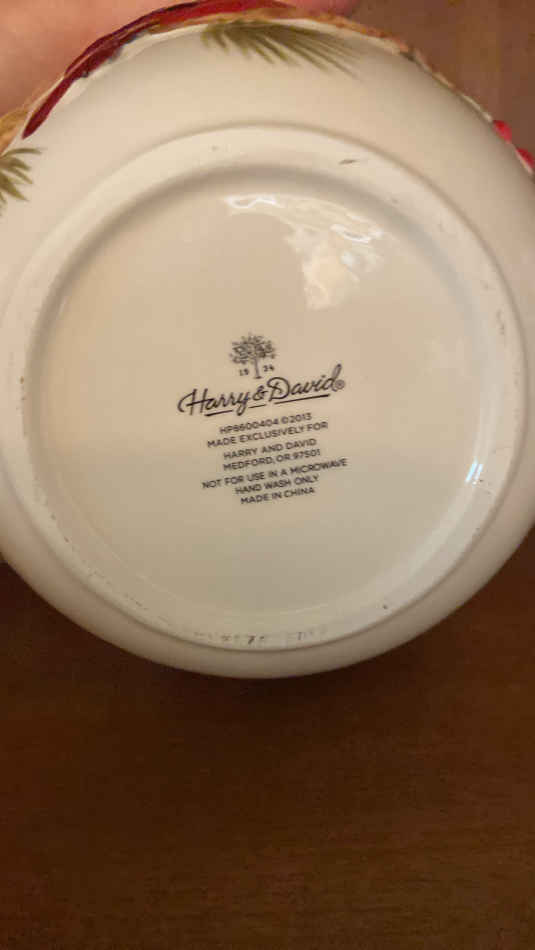 19 34
Harry & David®
HP8600404 ©2013
MADE EXCLUSIVELY FOR
HARRY AND DAVID
MEDFORD, OR 97501
NOT FOR USE IN A MICROWAVE
HAND WASH ONLY
MADE IN CHINA